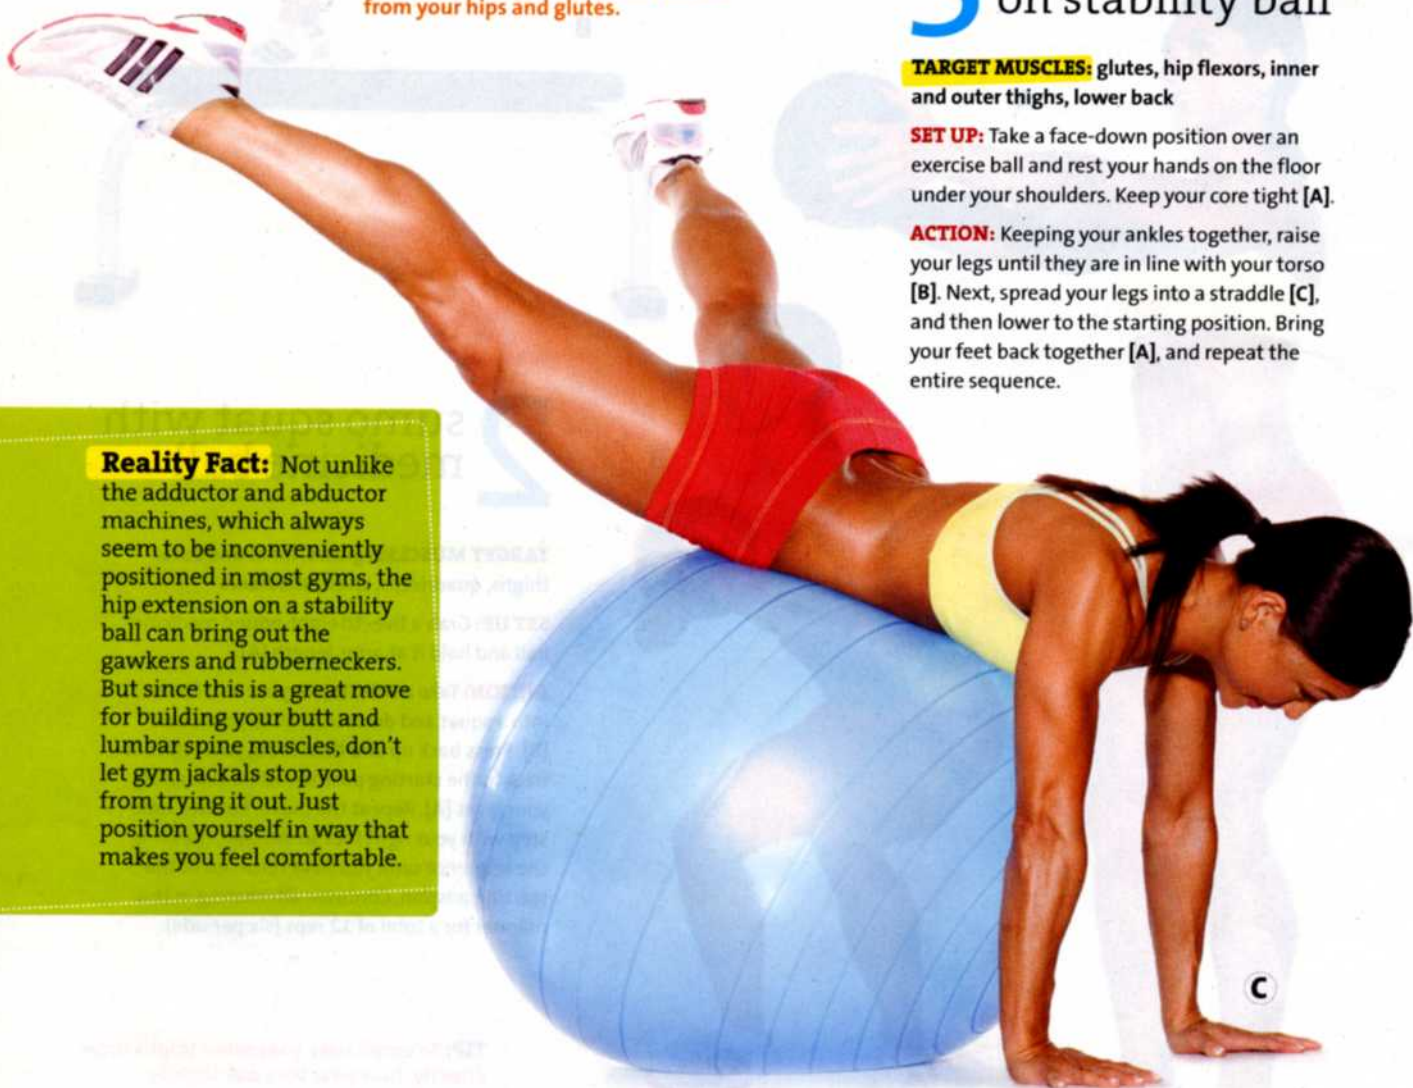 from your hips and glutes.
on stability ball
TARGET MUSCLES: glutes, hip flexors, inner
and outer thighs, lower back
SET UP: Take a face-down position over an
exercise ball and rest your hands on the floor
under your shoulders. Keep your core tight [A].
ACTION: Keeping your ankles together, raise
your legs until they are in line with your torso
[B]. Next, spread your legs into a straddle [C],
and then lower to the starting position. Bring
your feet back together [A], and repeat the
entire sequence.
Reality Fact: Not unlike
the adductor and abductor
machines, which always
seem to be inconveniently
positioned in most gyms, the
hip extension on a stability
ball can bring out the
gawkers and rubberneckers.
But since this is a great move
for building your butt and
lumbar spine muscles, don't
let gym jackals stop you
from trying it out. Just
position yourself in way that
makes you feel comfortable.
C